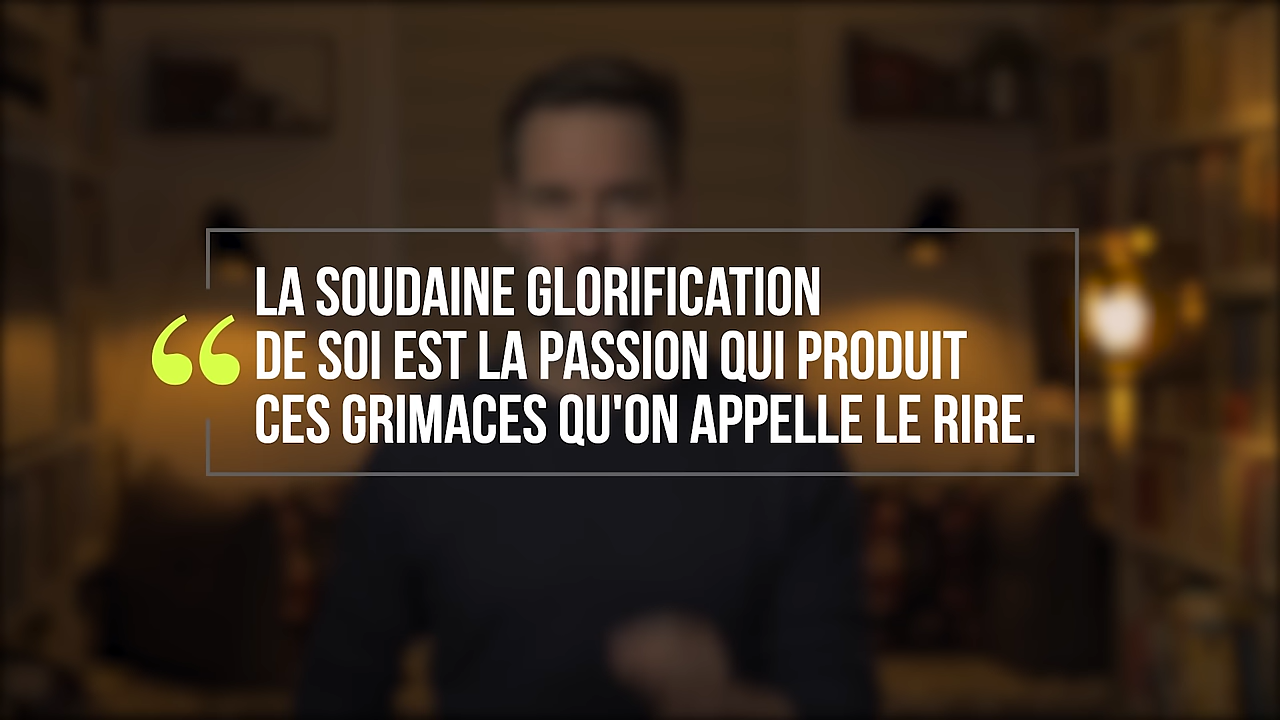 LA SOUDAINE GLORIFICATION
DE SOI EST LA PASSION QUI PRODUIT
CES GRIMACES QU'ON APPELLE LE RIRE.